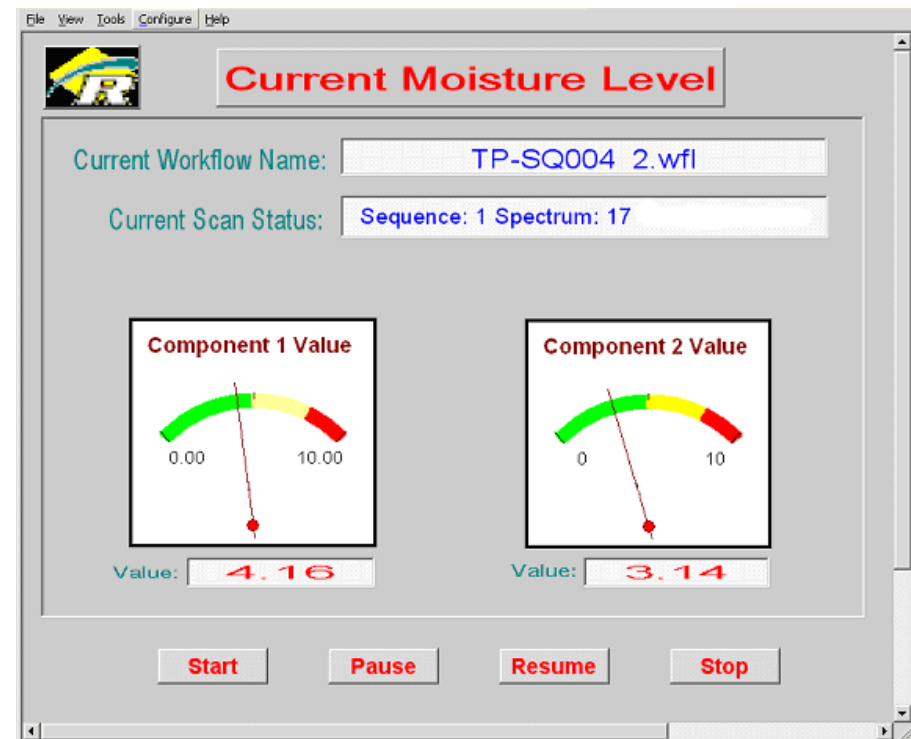 File View Tools Configure Help
R
Current Moisture Level
Current Workflow Name: TP-SQ004 2.wfl
Current Scan Status: Sequence: 1 Spectrum: 17
Component 1 Value
0.00 10.00
Value: 4.16
Component 2 Value
0 10
Value: 3.14
Start Pause Resume Stop